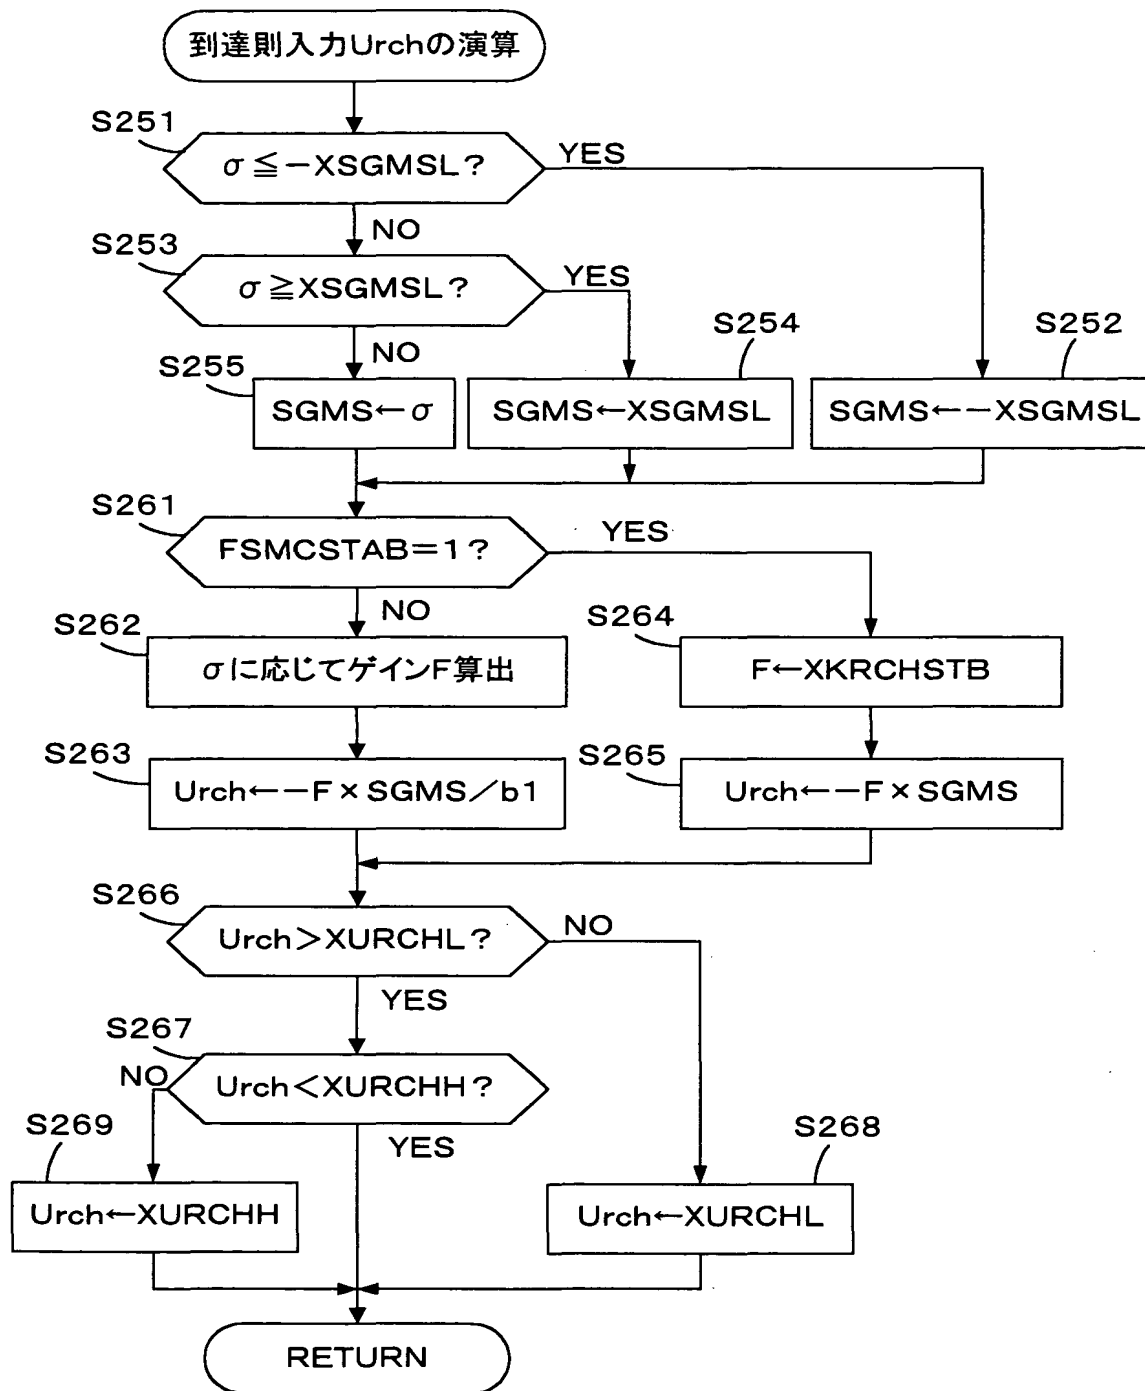 到達則入力Urchの演算
S251
σ≦−XSGMSL?
YES
NO
S253
σ≧XSGMSL?
YES
NO
S254
S252
S255
SGMS←σ
SGMS←XSGMSL
SGMS←−XSGMSL
S261
FSMCSTAB=1?
YES
NO
S262
S264
σに応じてゲインF算出
F←XKRCHSTB
S263
S265
Urch←−F×SGMS/b1
Urch←−F×SGMS
S266
Urch>XURCHL?
NO
YES
S267
NO
Urch<XURCHH?
YES
S269
S268
Urch←XURCHH
Urch←XURCHL
RETURN